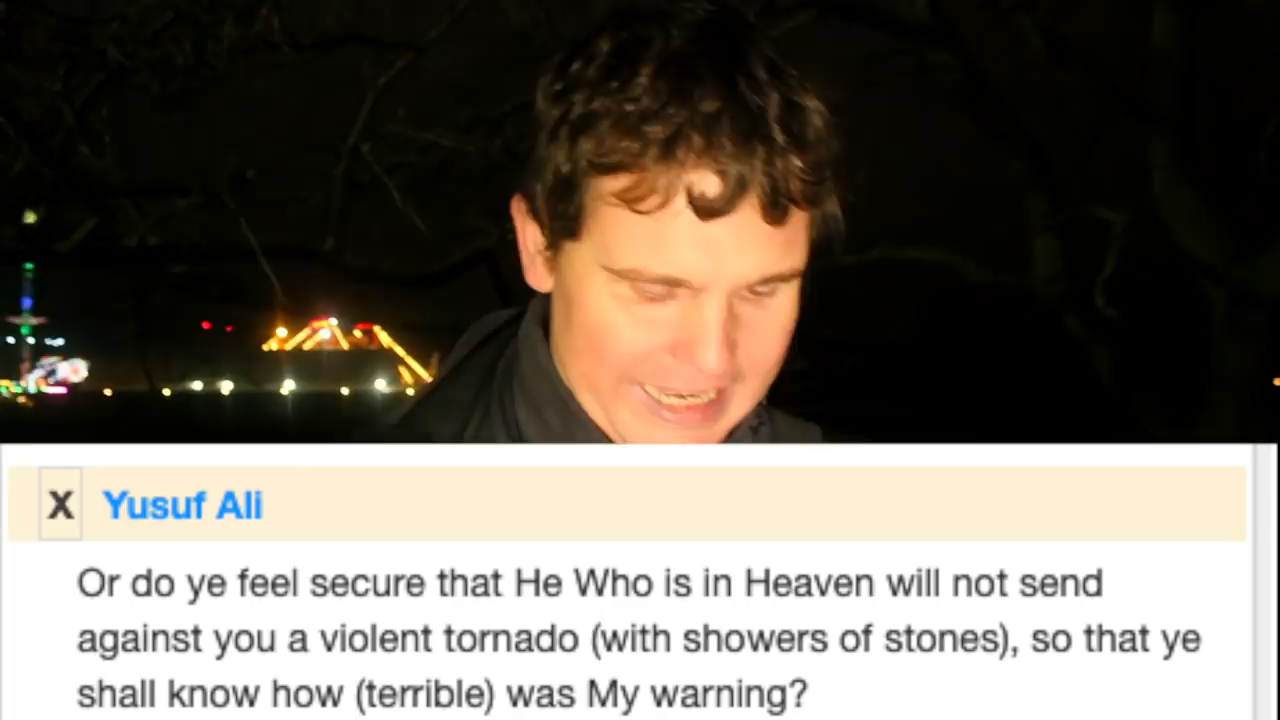 X Yusuf Ali
Or do ye feel secure that He Who is in Heaven will not send
against you a violent tornado (with showers of stones), so that ye
shall know how (terrible) was My warning?